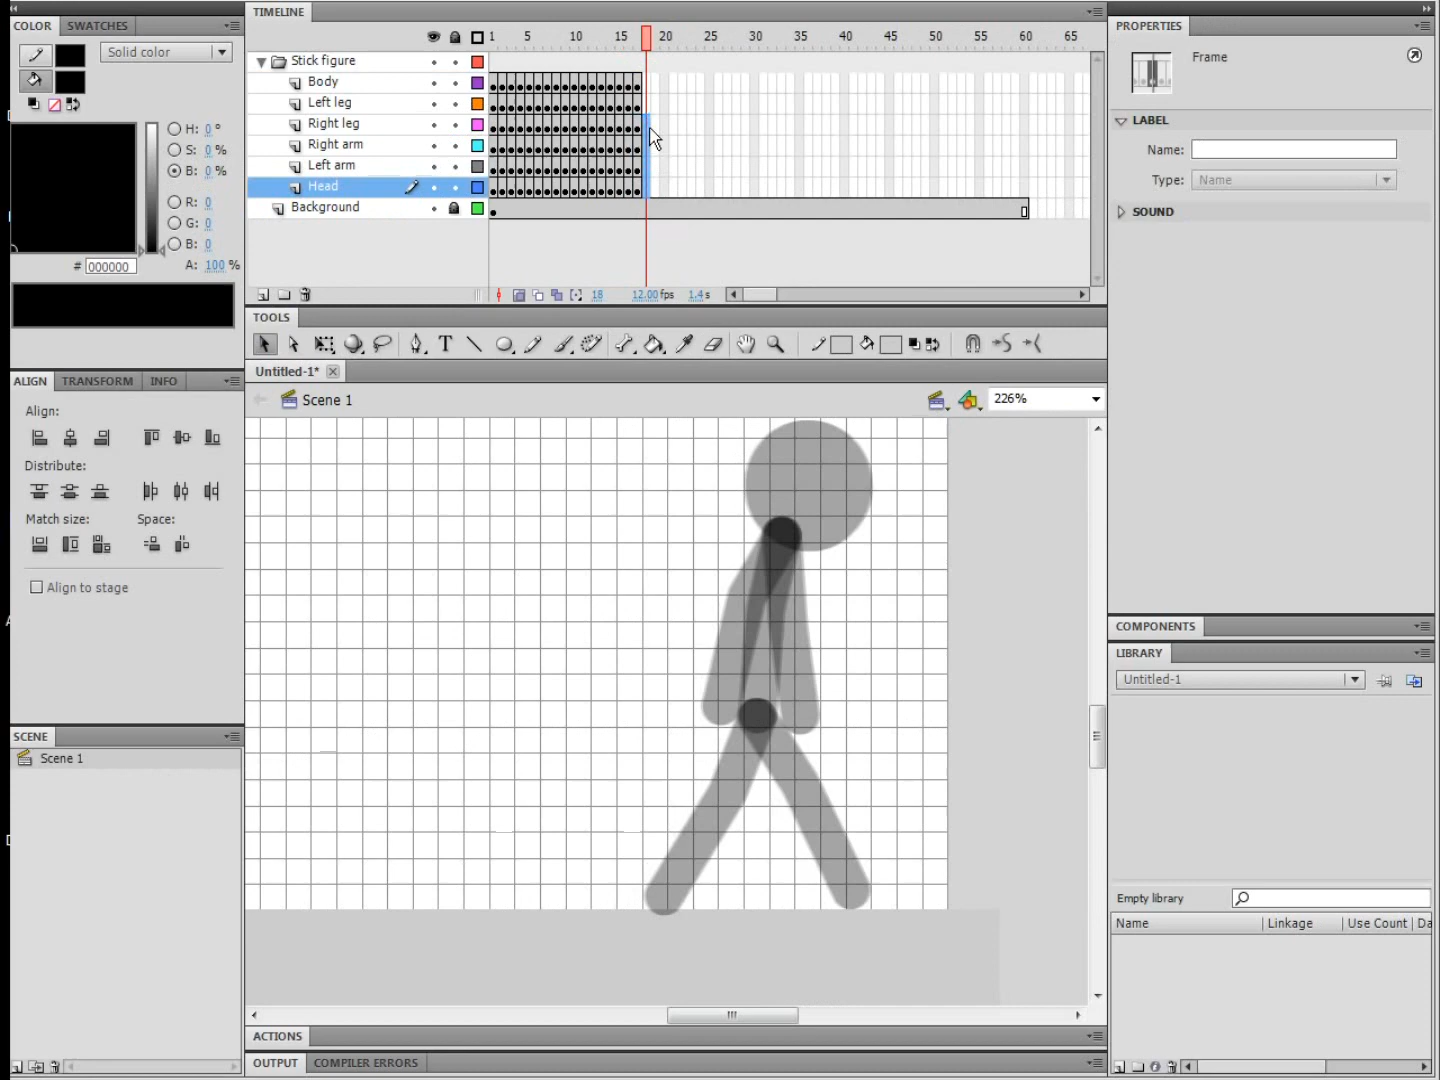 COLOR SWATCHES
Solid color
H: 0 °
S: 0 %
B: 0 %
R: 0
G: 0
B: 0
# 000000 A: 100 %
ALIGN TRANSFORM INFO
Align:
Distribute:
Match size: Space:
Align to stage
SCENE
Scene 1
TIMELINE
1 5 10 15 20 25 30 35 40 45 50 55 60 65
Stick figure
Body
Left leg
Right leg
Right arm
Left arm
Head
Background
18 12.00 fps 1.4 s
TOOLS
T
Untitled-1*
Scene 1 226%
ACTIONS
OUTPUT COMPILER ERRORS
PROPERTIES
Frame
LABEL
Name:
Type: Name
SOUND
COMPONENTS
LIBRARY
Untitled-1
Empty library
Name Linkage Use Count Da